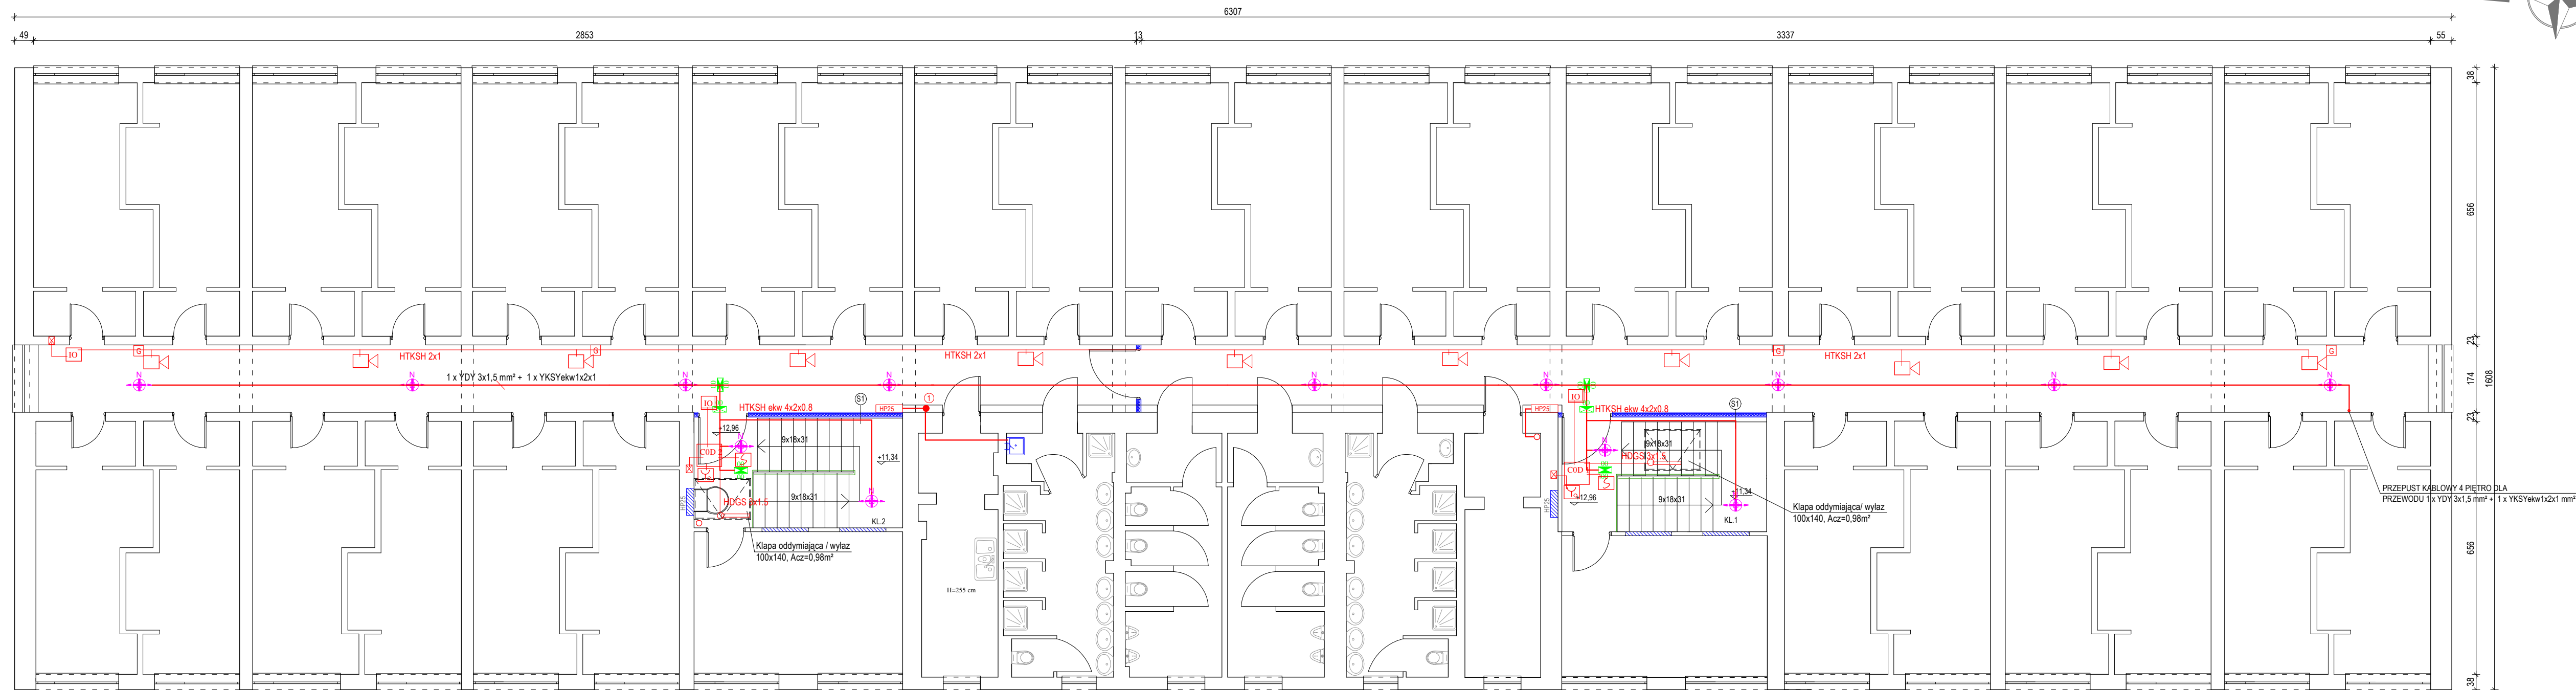 6307
49 2853 13 3337 55
38
656
23
174
1608
23
656
38
HTKSH 2x1 HTKSH 2x1 HTKSH 2x1
IO G G G G
N N N N N N N N N
1 x YDY 3x1,5 mm² + 1 x YKSYekw1x2x1
IO HTKSH ekw 4x2x0.8 S1 HP25 1
HP25 IO HTKSH ekw 4x2x0.8 S1
+12,96
N 9x18x31
COD 2
+11,34
9x18x31 N
HDGS 3x1.5
HP25
KL.2
Klapa oddymiająca / wyłaz
100x140, Acz=0,98m²
H=255 cm
N 9x18x31
HDGS 3x1.5
COD
+12,96
+11,34
9x18x31 N
HP25
KL.1
Klapa oddymiająca/ wyłaz
100x140, Acz=0,98m²
PRZEPUST KABLOWY 4 PIĘTRO DLA
PRZEWODU 1 x YDY 3x1,5 mm² + 1 x YKSYekw1x2x1 mm²